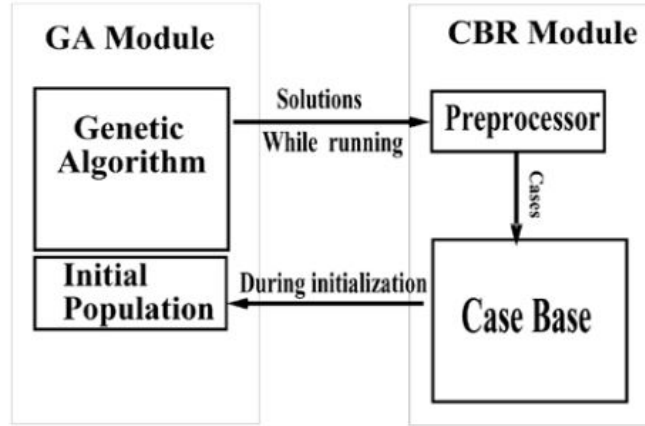 GA Module
Genetic
Algorithm
Initial
Population
Solutions
While running
During initialization
CBR Module
Preprocessor
Cases
Case Base